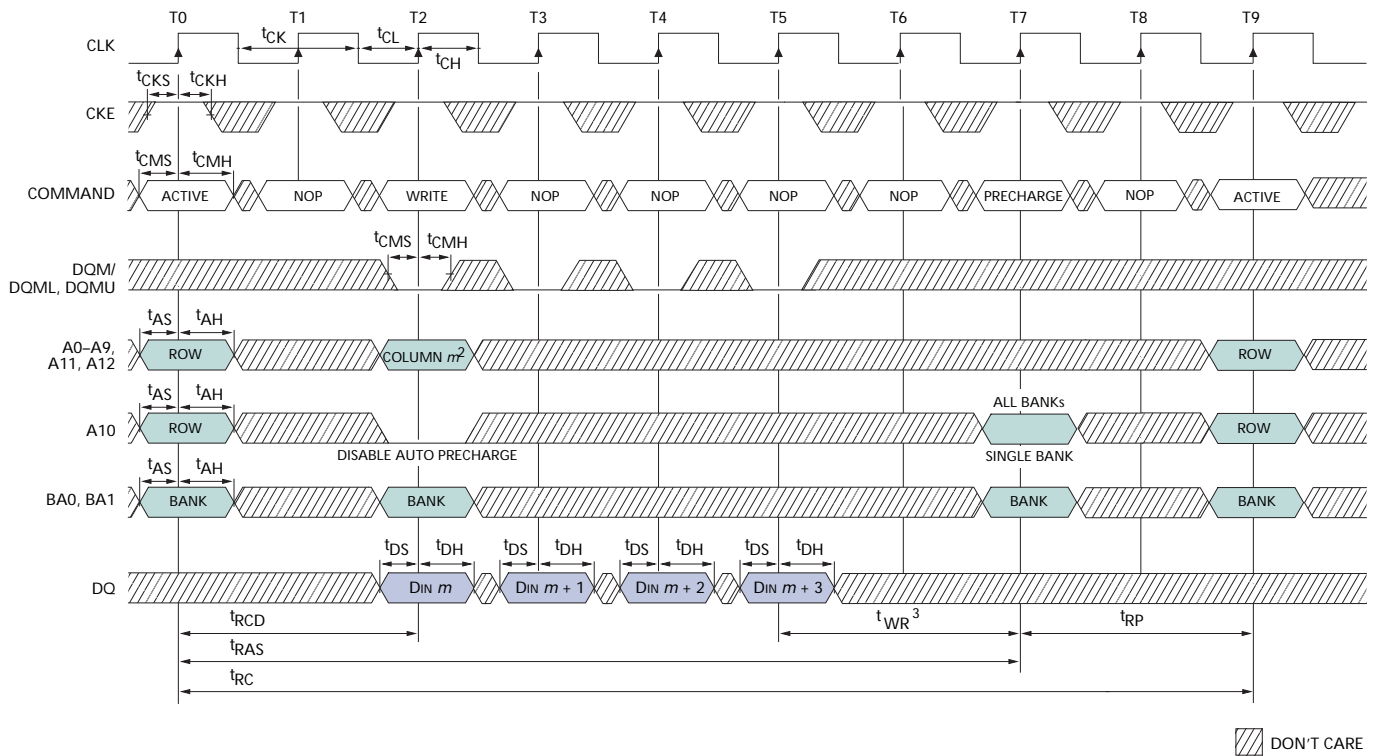 T0 T1 T2 T3 T4 T5 T6 T7 T8 T9
CLK tCK tCL tCH
tCKS tCKH
CKE
tCMS tCMH
COMMAND ACTIVE NOP WRITE NOP NOP NOP NOP PRECHARGE NOP ACTIVE
tCMS tCMH
DQM/
DQML, DQMU
tAS tAH
A0–A9,
A11, A12 ROW COLUMN m² ROW
tAS tAH ALL BANKs
A10 ROW ROW
DISABLE AUTO PRECHARGE SINGLE BANK
tAS tAH
BA0, BA1 BANK BANK BANK BANK
tDS tDH tDS tDH tDS tDH tDS tDH
DQ DIN m DIN m + 1 DIN m + 2 DIN m + 3
tRCD tWR³ tRP
tRAS
tRC
DON'T CARE